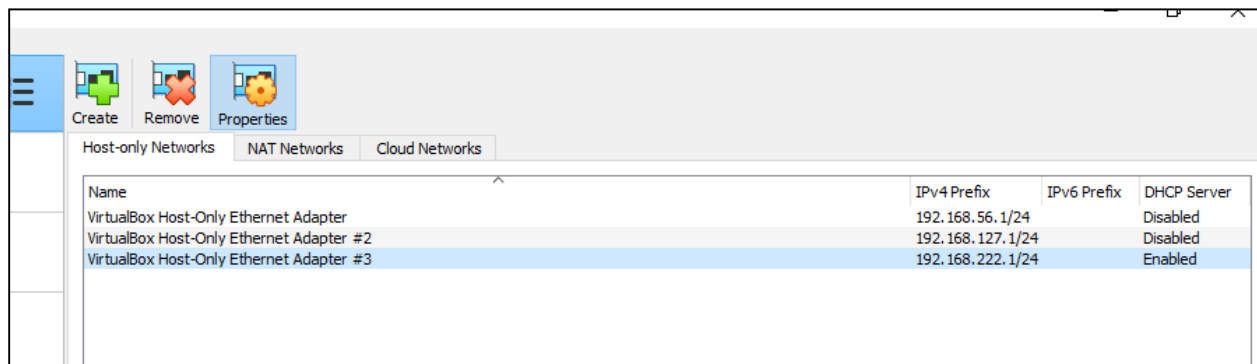 Create Remove Properties
Host-only Networks NAT Networks Cloud Networks
Name IPv4 Prefix IPv6 Prefix DHCP Server
VirtualBox Host-Only Ethernet Adapter 192.168.56.1/24 Disabled
VirtualBox Host-Only Ethernet Adapter #2 192.168.127.1/24 Disabled
VirtualBox Host-Only Ethernet Adapter #3 192.168.222.1/24 Enabled